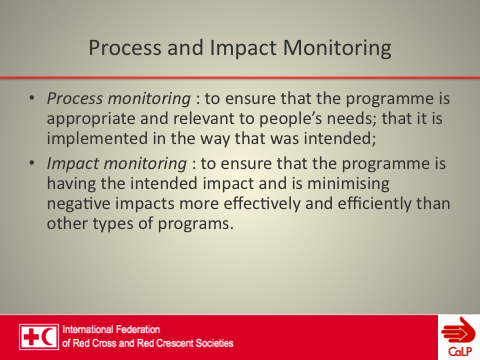 Process and Impact Monitoring
• Process monitoring : to ensure that the programme is
appropriate and relevant to people’s needs; that it is
implemented in the way that was intended;
• Impact monitoring : to ensure that the programme is
having the intended impact and is minimising
negative impacts more effectively and efficiently than
other types of programs.
International Federation
of Red Cross and Red Crescent Societies
CaLP